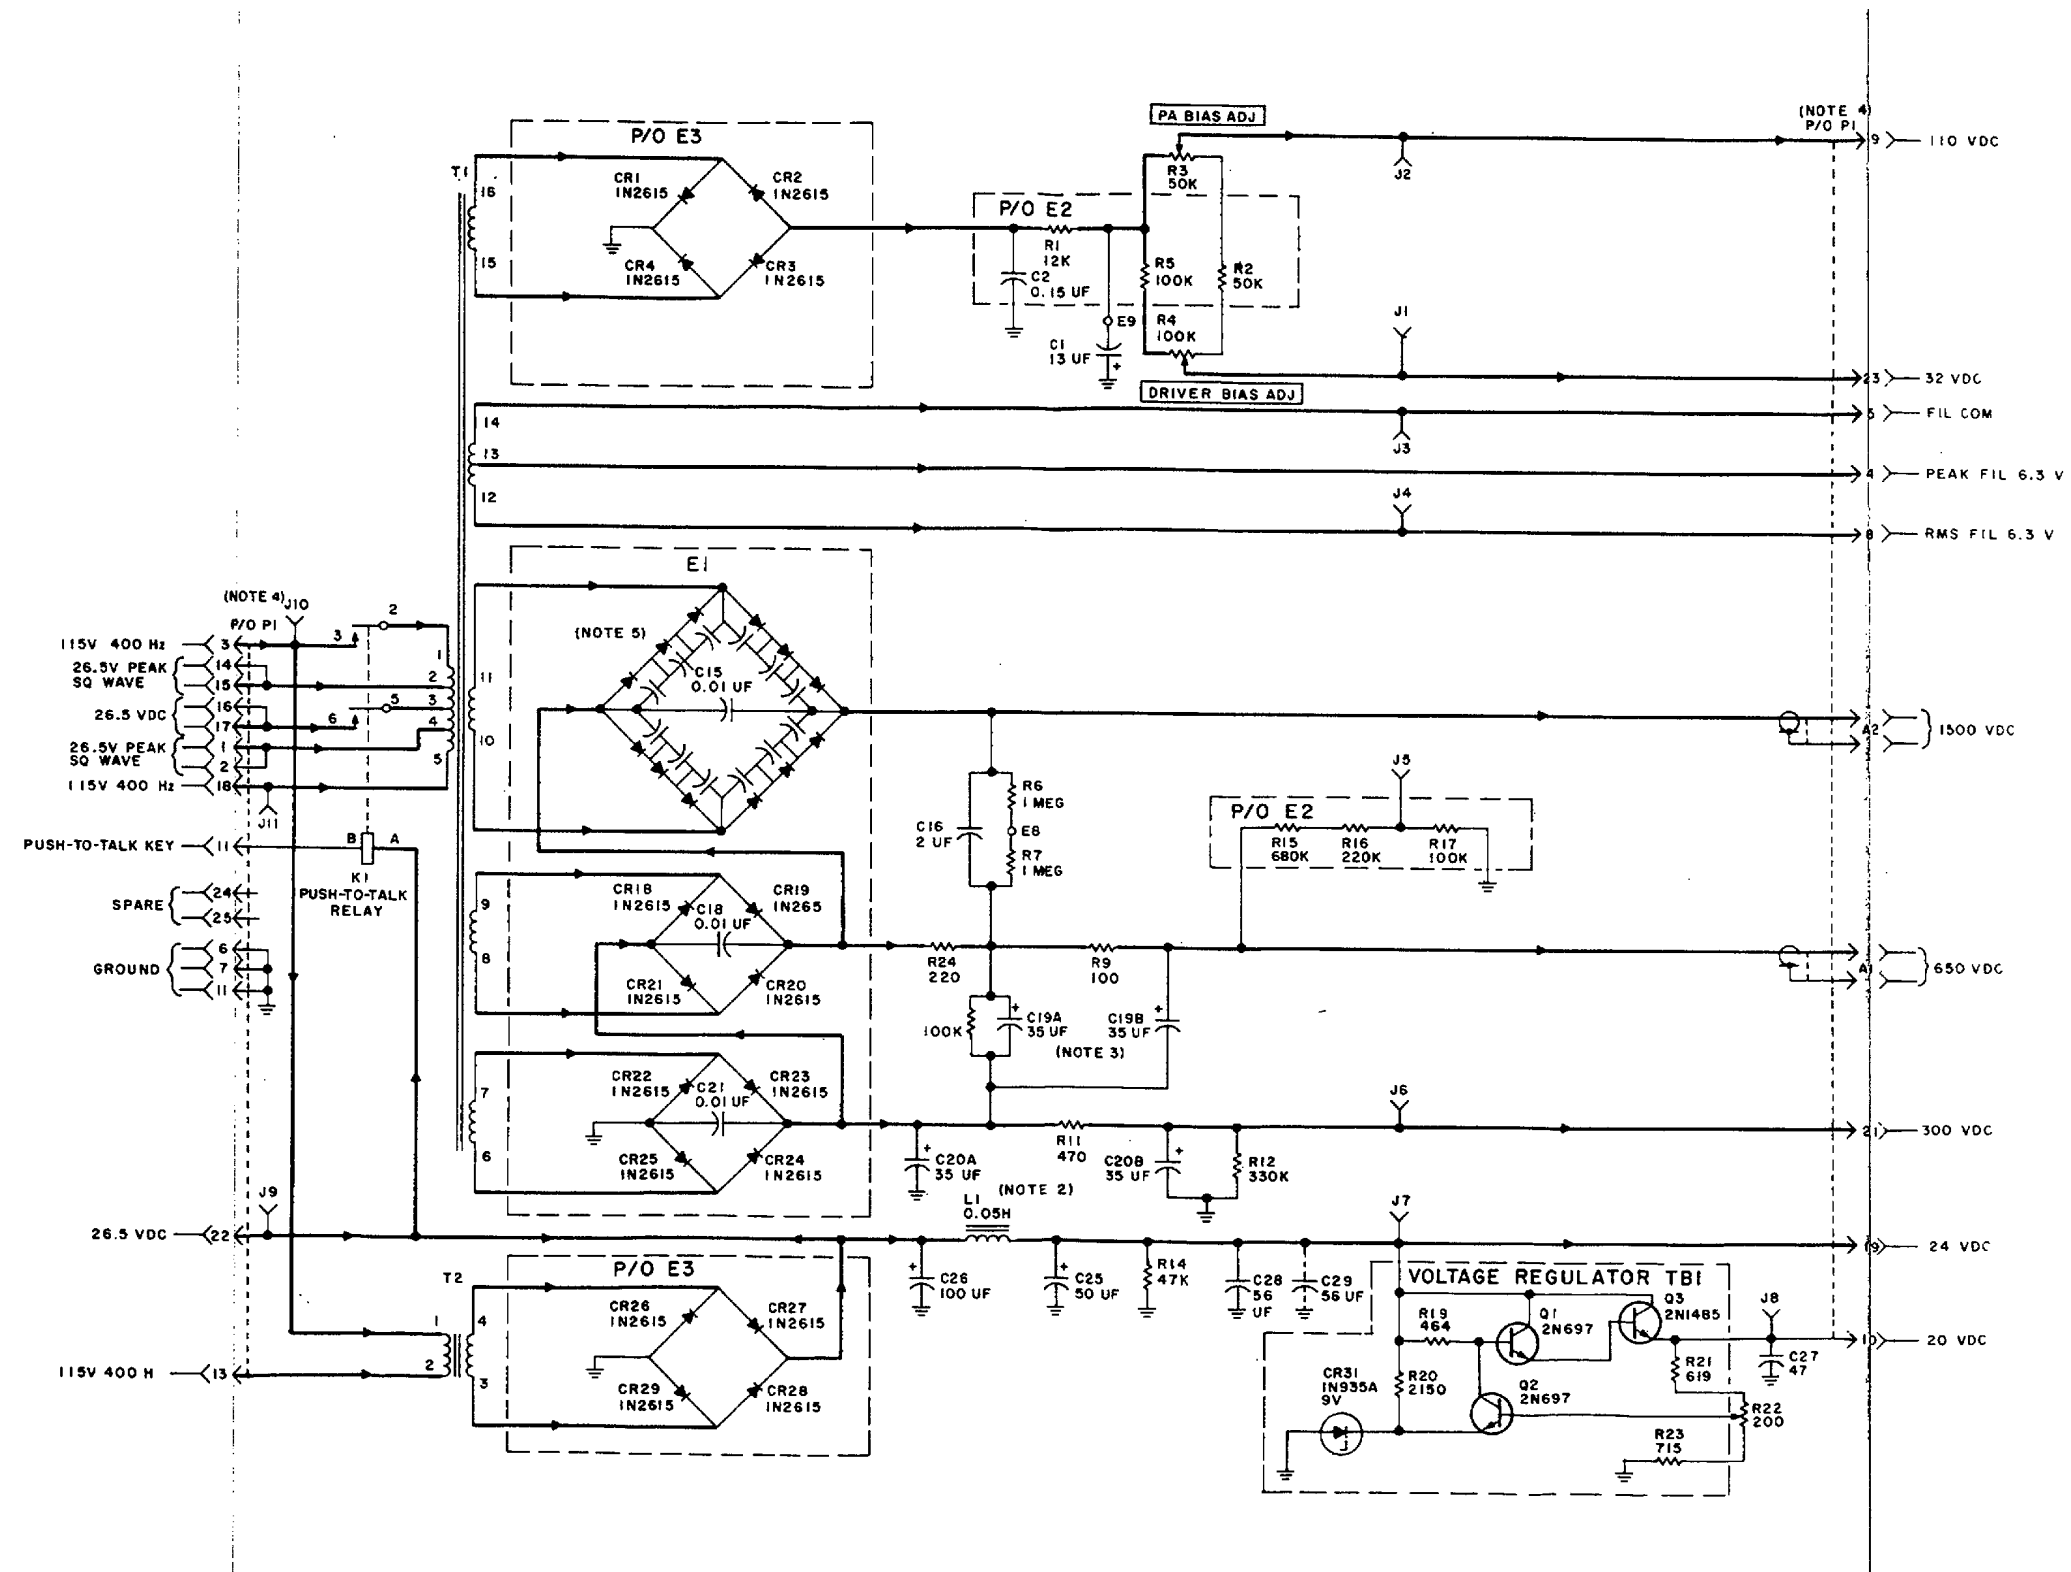 PA BIAS ADJ
(NOTE 4)
P/O P1
9
110 VDC
P/O E3
T1
16
15
CR1
1N2615
CR2
1N2615
CR4
1N2615
CR3
1N2615
R3
50K
J2
P/O E2
R1
12K
C2
0.15 UF
R5
100K
R2
50K
E9
R4
100K
C1
13 UF
+
J1
DRIVER BIAS ADJ
23
32 VDC
14
13
12
5
FIL COM
J3
4
PEAK FIL 6.3 V
J4
8
RMS FIL 6.3 V
E1
(NOTE 5)
C15
0.01 UF
11
10
(NOTE 4)
J10
P/O P1
2
115V 400 Hz
3
3
26.5V PEAK
SQ WAVE
14
15
1
2
26.5 VDC
16
17
5
6
3
4
26.5V PEAK
SQ WAVE
1
2
5
115V 400 Hz
18
J11
A2
1500 VDC
PUSH-TO-TALK KEY
11
B
A
K1
PUSH-TO-TALK
RELAY
SPARE
24
25
GROUND
6
7
11
C16
2 UF
R6
1 MEG
E8
R7
1 MEG
J5
P/O E2
R15
680K
R16
220K
R17
100K
9
8
CR18
1N2615
C18
0.01 UF
CR19
1N265
CR21
1N2615
CR20
1N2615
R24
220
R9
100
A1
650 VDC
100K
+
C19A
35 UF
C19B
+
35 UF
(NOTE 3)
7
6
CR22
1N2615
C21
0.01 UF
CR23
1N2615
CR25
1N2615
CR24
1N2615
J6
21
300 VDC
+
C20A
35 UF
R11
470
C20B
+
35 UF
R12
330K
(NOTE 2)
L1
0.05H
J9
26.5 VDC
22
J7
19
24 VDC
+
C26
100 UF
+
C25
50 UF
R14
47K
C28
56
UF
C29
56 UF
T2
P/O E3
1
2
4
3
115V 400 H
13
CR26
1N2615
CR27
1N2615
CR29
1N2615
CR28
1N2615
VOLTAGE REGULATOR TB1
R19
464
Q1
2N697
Q3
2N1485
J8
10
20 VDC
CR31
1N935A
9V
R20
2150
Q2
2N697
R21
619
C27
47
R22
200
R23
715